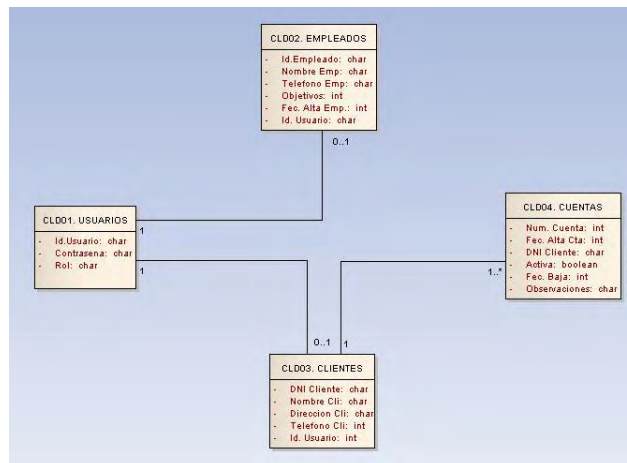 CLD02. EMPLEADOS
- Id.Empleado: char
- Nombre Emp: char
- Telefono Emp: char
- Objetivos: int
- Fec. Alta Emp.: int
- Id. Usuario: char
0..1
CLD01. USUARIOS
- Id.Usuario: char
- Contrasena: char
- Rol: char
1
1
CLD04. CUENTAS
- Num. Cuenta: int
- Fec. Alta Cta: int
- DNI Cliente: char
- Activa: boolean
- Fec. Baja: int
- Observaciones: char
1..*
0..1
1
CLD03. CLIENTES
- DNI Cliente: char
- Nombre Cli: char
- Direccion Cli: char
- Telefono Cli: int
- Id. Usuario: int